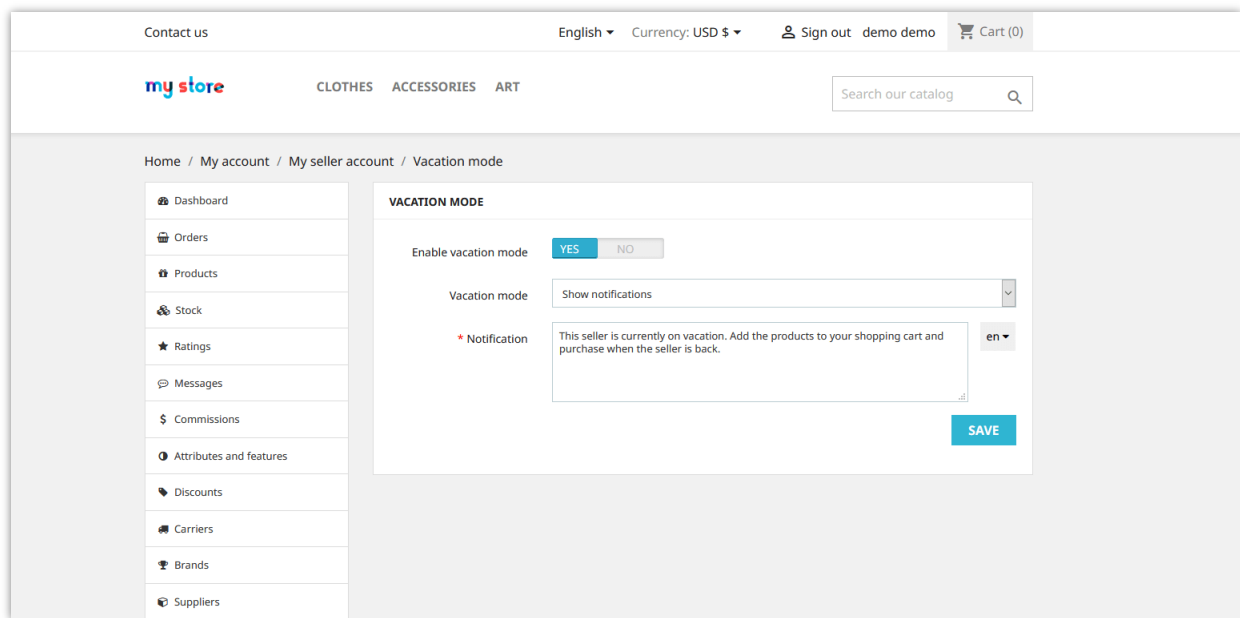 Contact us English Currency: USD $ Sign out demo demo Cart (0)
my store CLOTHES ACCESSORIES ART Search our catalog
Home / My account / My seller account / Vacation mode
Dashboard
Orders
Products
Stock
Ratings
Messages
Commissions
Attributes and features
Discounts
Carriers
Brands
Suppliers
VACATION MODE
Enable vacation mode YES NO
Vacation mode Show notifications
* Notification This seller is currently on vacation. Add the products to your shopping cart and en
purchase when the seller is back.
SAVE